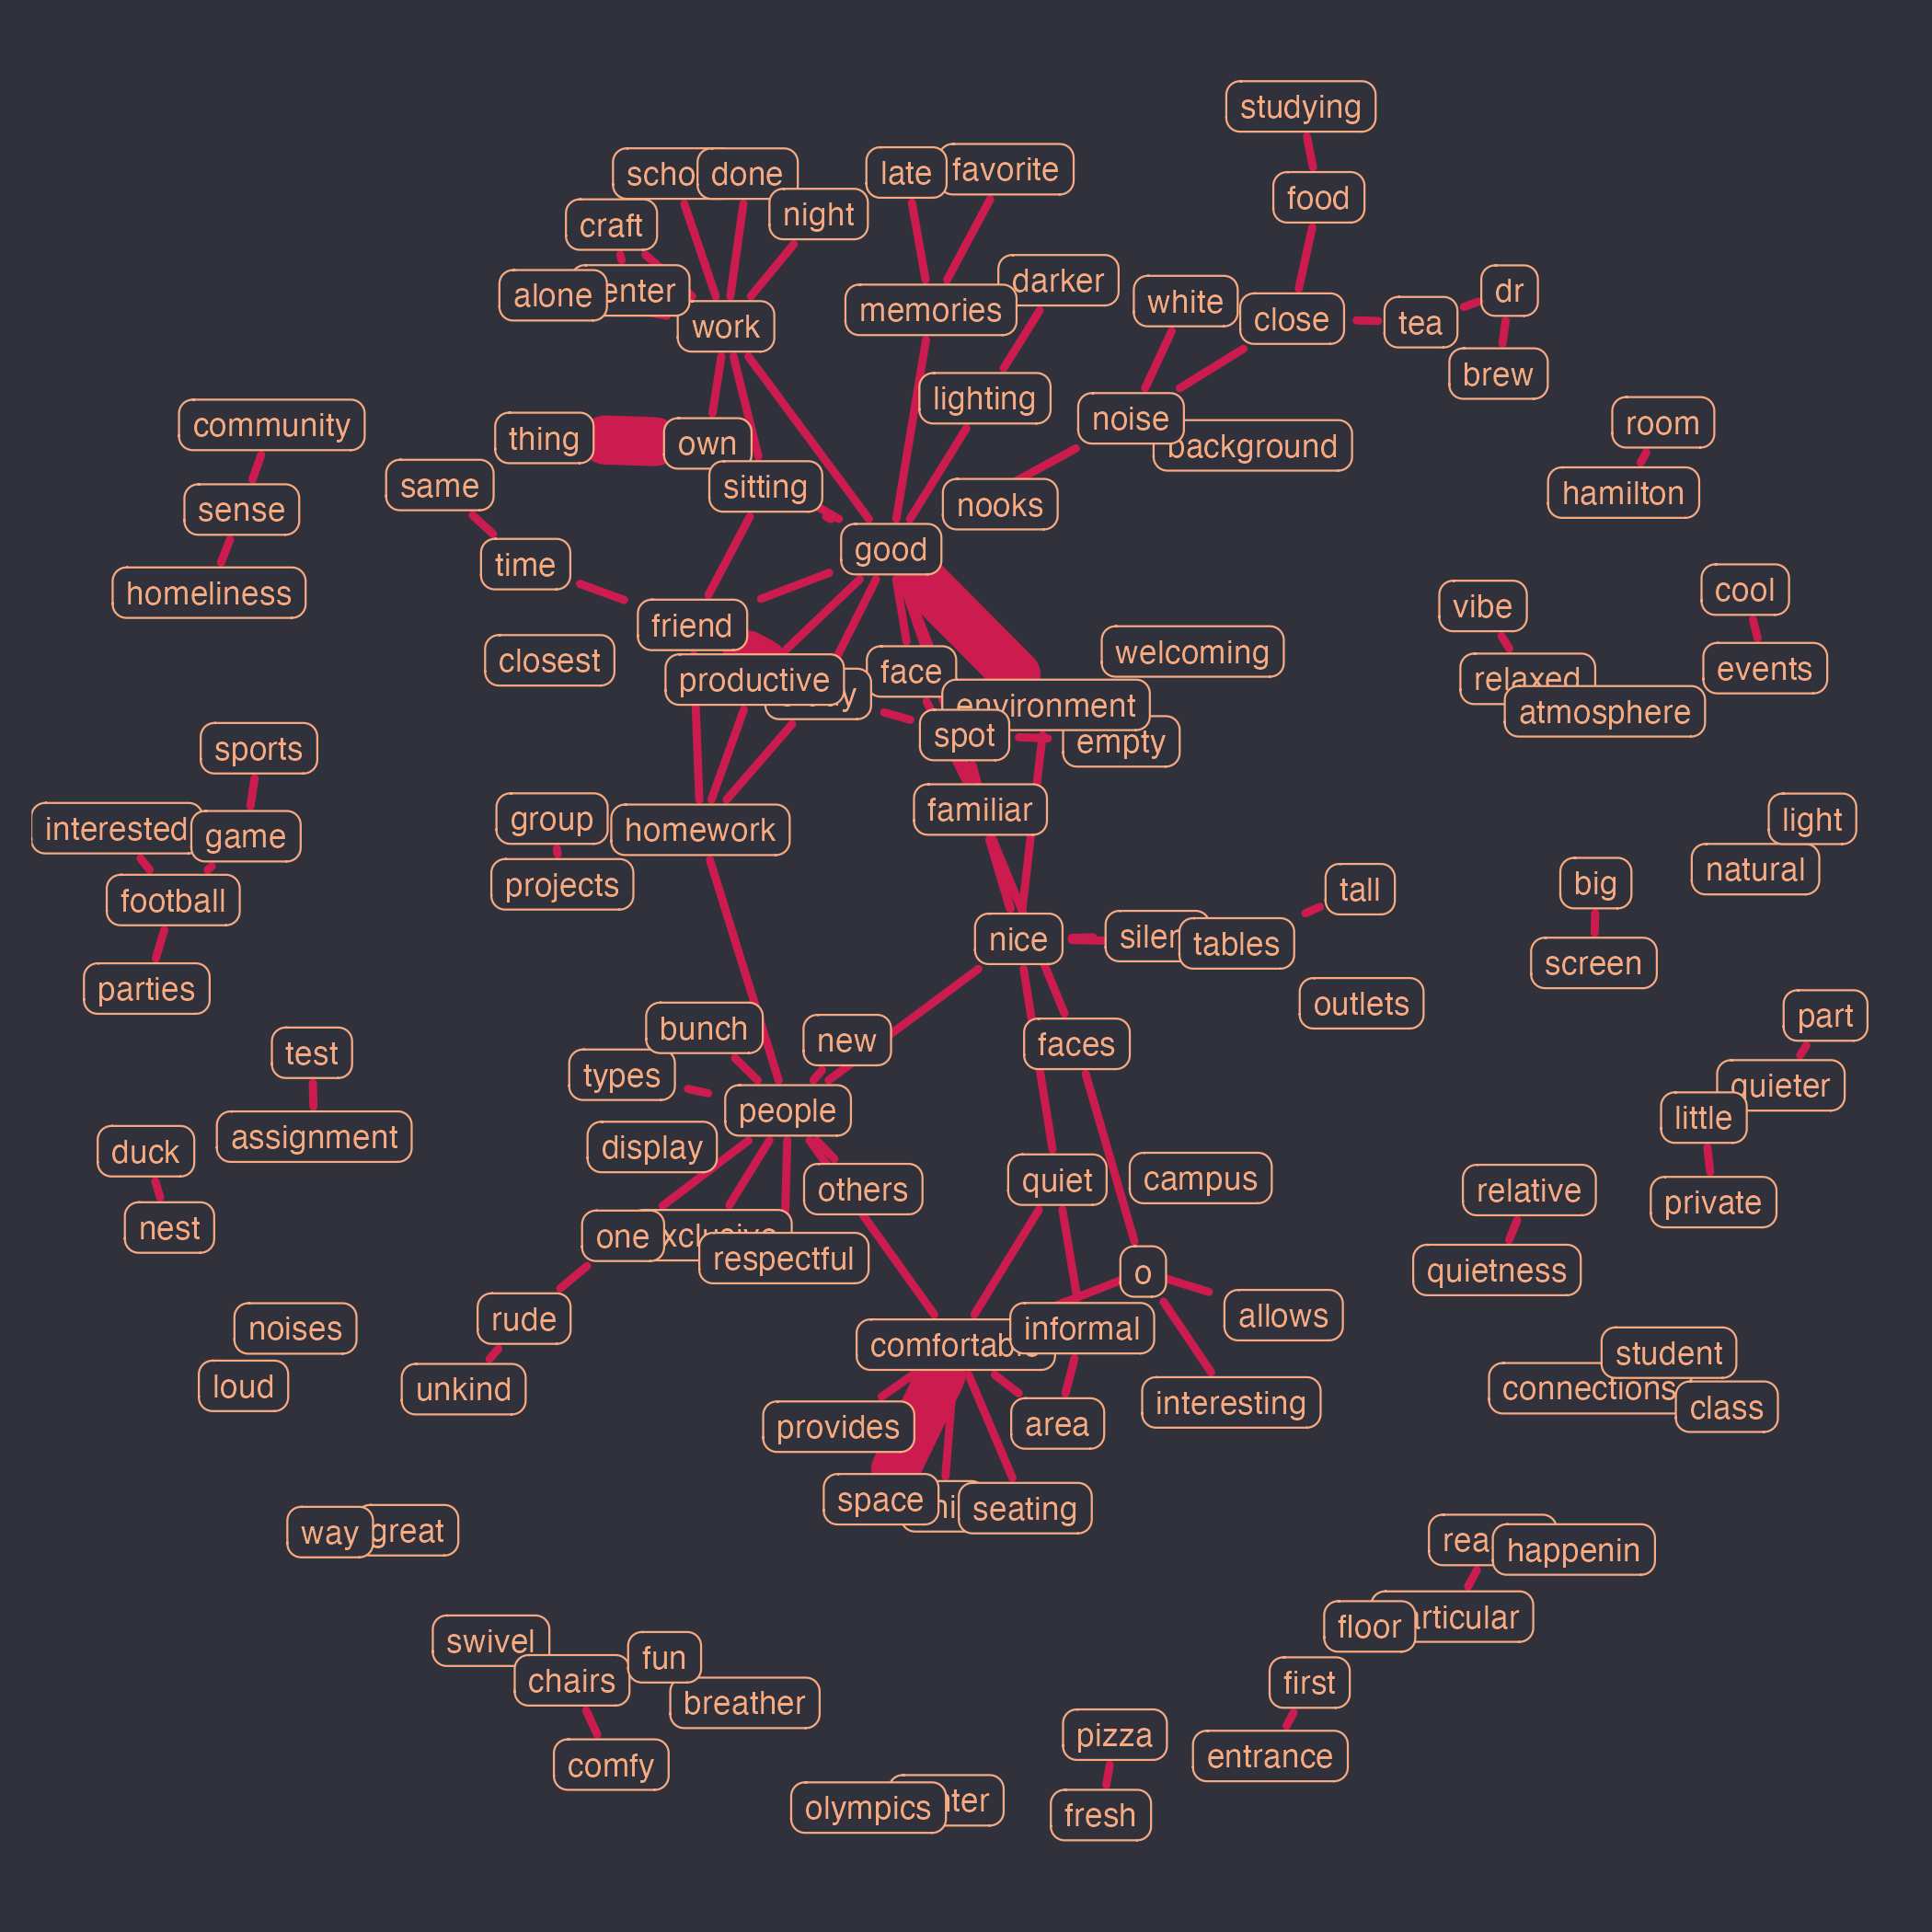 studying
favorite
late
scho
done
food
night
craft
darker
dr
enter
alone
white
memories
close
tea
work
brew
lighting
noise
room
community
thing
own
background
same
sitting
hamilton
nooks
sense
good
time
cool
homeliness
vibe
friend
welcoming
closest
face
events
productive
relaxed
environment
atmosphere
spot
empty
sports
familiar
group
light
interested
homework
game
natural
projects
big
tall
football
nice
tables
screen
parties
outlets
part
bunch
new
faces
test
types
quieter
people
little
assignment
display
duck
campus
quiet
others
relative
private
nest
one
respectful
o
quietness
allows
rude
noises
informal
comfortable
student
loud
unkind
connections
interesting
class
area
provides
space
seating
way
great
happenin
floor
swivel
fun
chairs
first
breather
pizza
entrance
comfy
olympics
fresh